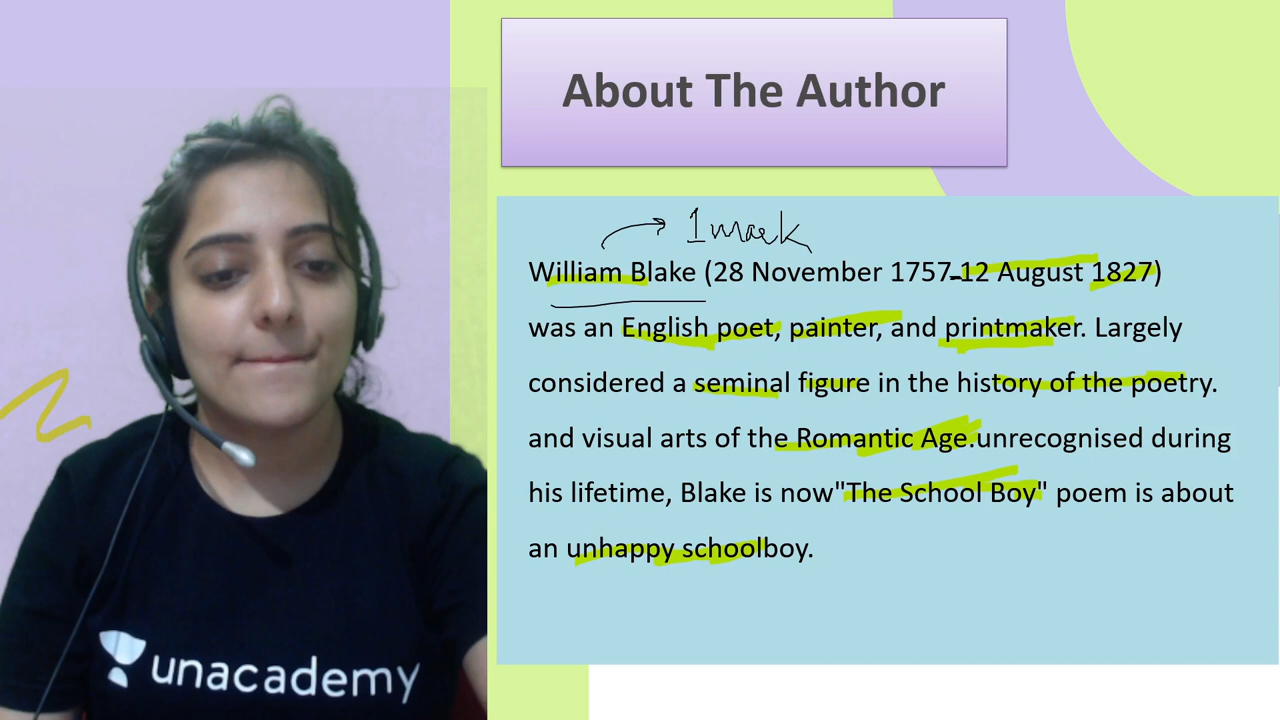 About The Author
1 mark
William Blake (28 November 1757-12 August 1827)
was an English poet, painter, and printmaker. Largely
considered a seminal figure in the history of the poetry.
and visual arts of the Romantic Age.unrecognised during
his lifetime, Blake is now"The School Boy" poem is about
an unhappy schoolboy.
unacademy